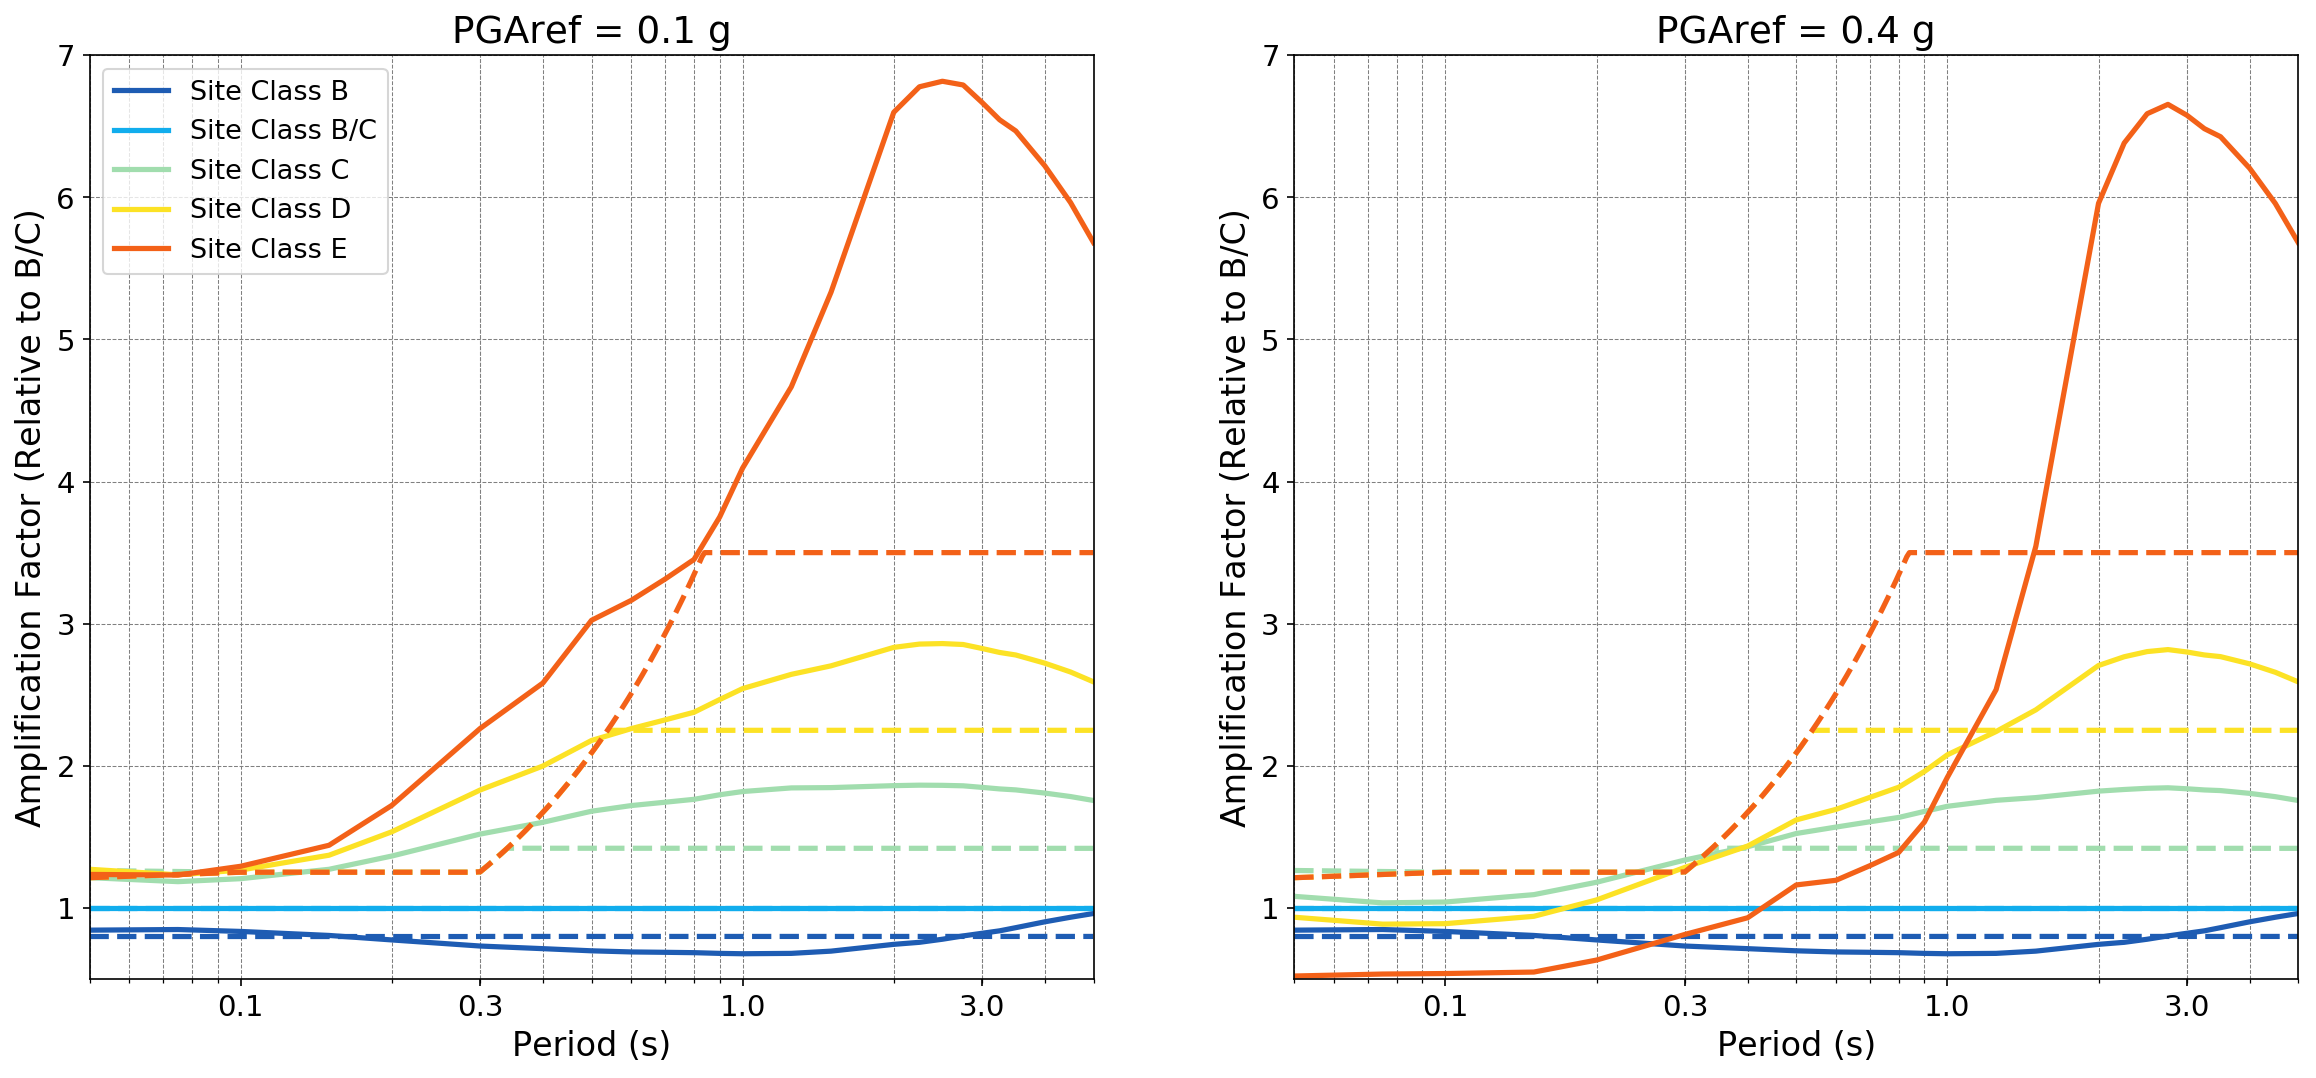 PGAref = 0.1 g
Amplification Factor (Relative to B/C)
7
6
5
4
3
2
1
Site Class B
Site Class B/C
Site Class C
Site Class D
Site Class E
0.1 0.3 1.0 3.0
Period (s)
PGAref = 0.4 g
Amplification Factor (Relative to B/C)
7
6
5
4
3
2
1
0.1 0.3 1.0 3.0
Period (s)